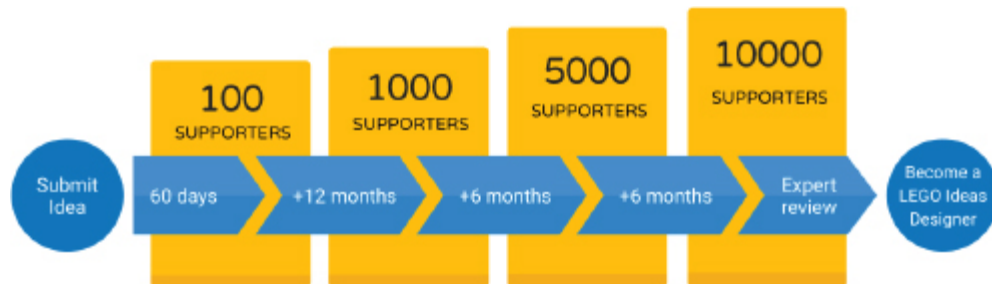 100
SUPPORTERS
1000
SUPPORTERS
5000
SUPPORTERS
10000
SUPPORTERS
Submit
Idea
60 days
+12 months
+6 months
+6 months
Expert
review
Become a
LEGO Ideas
Designer